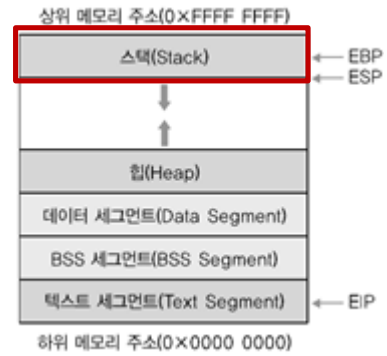 상위 메모리 주소(0×FFFF FFFF)
스택(Stack)
EBP
ESP
힙(Heap)
데이터 세그먼트(Data Segment)
BSS 세그먼트(BSS Segment)
텍스트 세그먼트(Text Segment)
EIP
하위 메모리 주소(0×0000 0000)